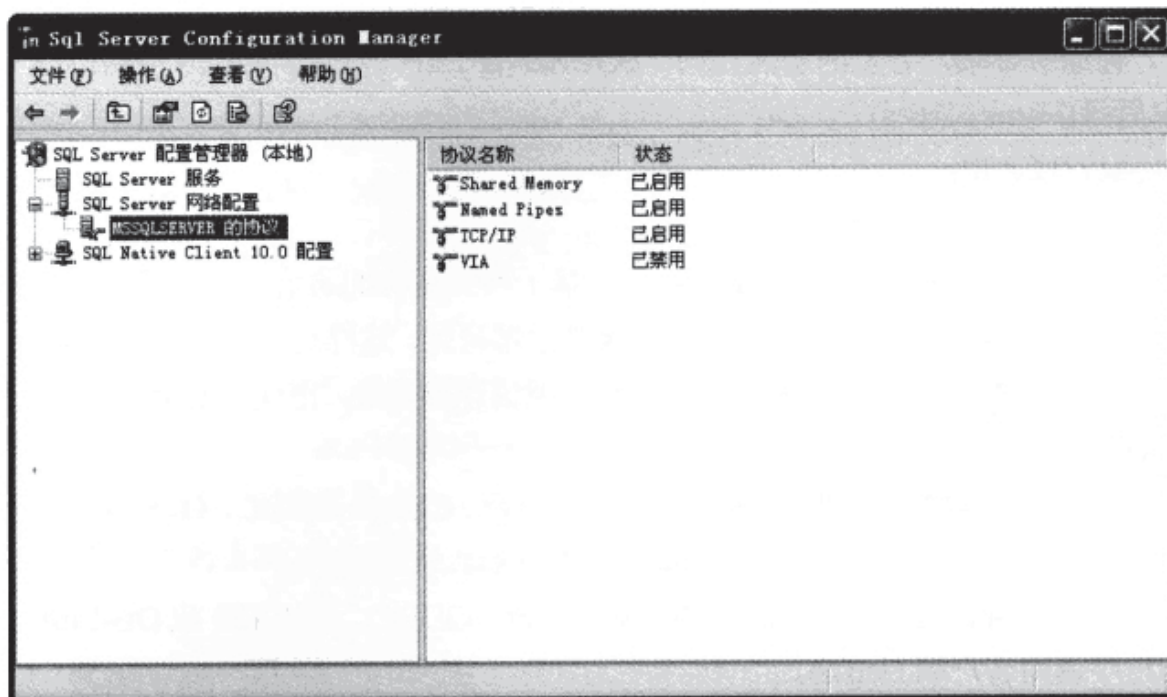 Sql Server Configuration Manager
文件(F) 操作(A) 查看(V) 帮助(H)
SQL Server 配置管理器 (本地)
SQL Server 服务
SQL Server 网络配置
MSSQLSERVER 的协议
SQL Native Client 10.0 配置
协议名称 状态
Shared Memory 已启用
Named Pipes 已启用
TCP/IP 已启用
VIA 已禁用